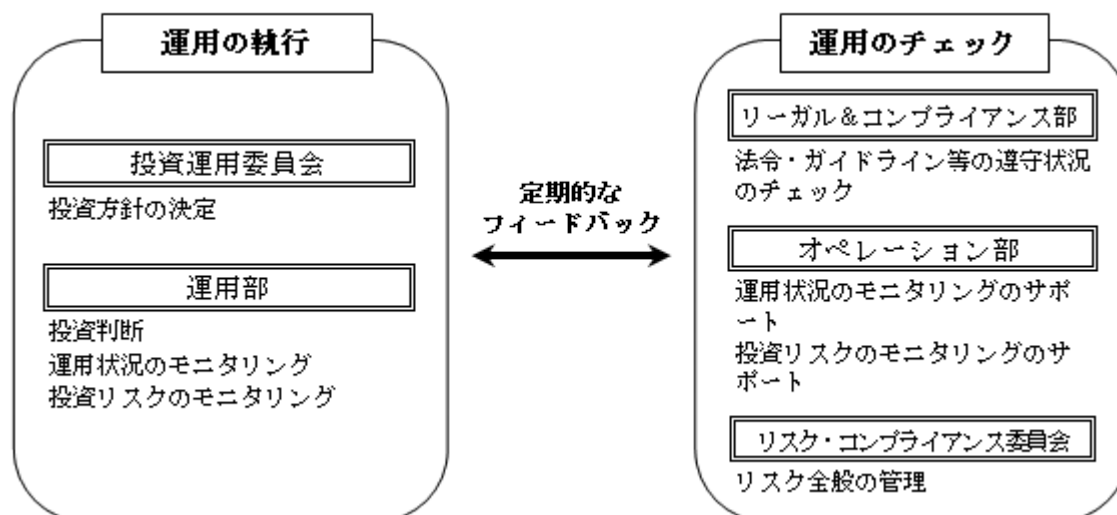 運用の執行
投資運用委員会
投資方針の決定
運用部
投資判断
運用状況のモニタリング
投資リスクのモニタリング
定期的な
フィードバック
運用のチェック
リーガル＆コンプライアンス部
法令・ガイドライン等の遵守状況
のチェック
オペレーション部
運用状況のモニタリングのサポ
ート
投資リスクのモニタリングのサ
ポート
リスク・コンプライアンス委員会
リスク全般の管理